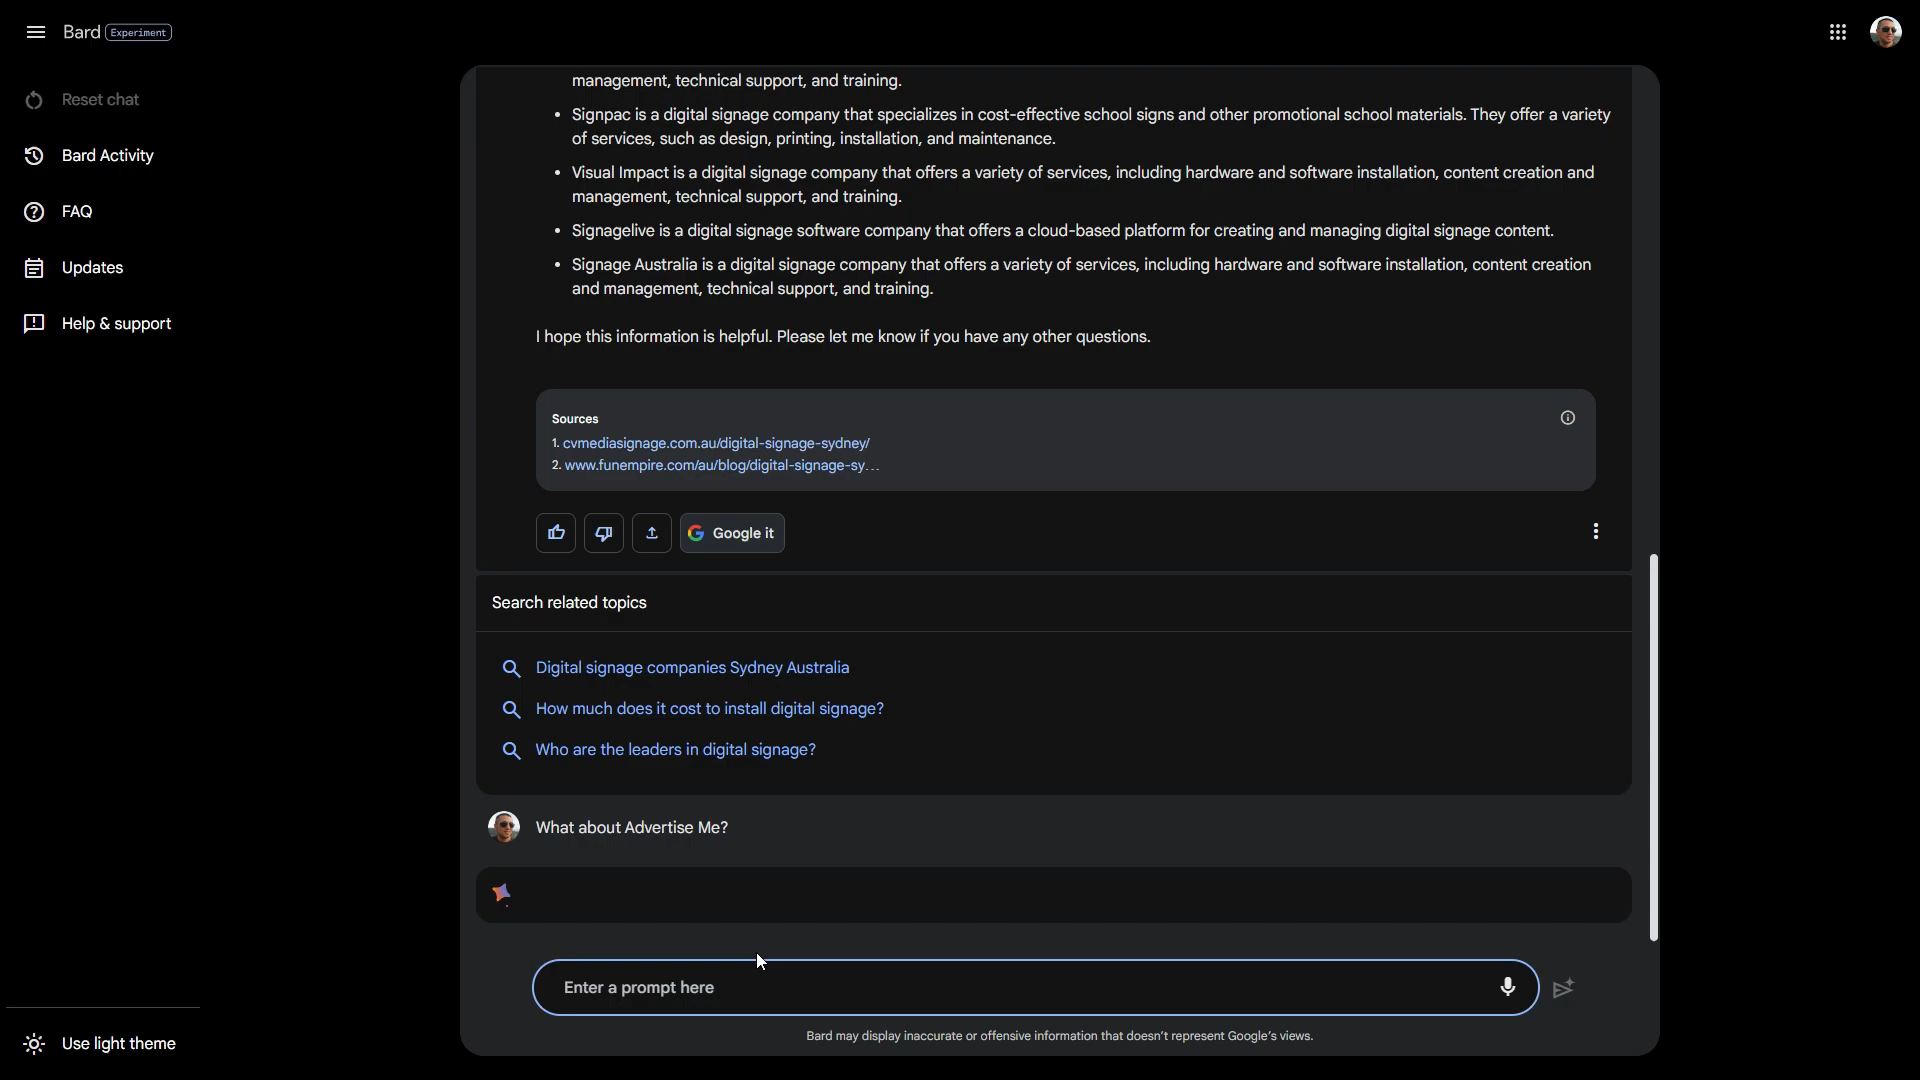 Bard Experiment
Reset chat
Bard Activity
FAQ
Updates
Help & support
management, technical support, and training.
• Signpac is a digital signage company that specializes in cost-effective school signs and other promotional school materials. They offer a variety
of services, such as design, printing, installation, and maintenance.
• Visual Impact is a digital signage company that offers a variety of services, including hardware and software installation, content creation and
management, technical support, and training.
• Signagelive is a digital signage software company that offers a cloud-based platform for creating and managing digital signage content.
• Signage Australia is a digital signage company that offers a variety of services, including hardware and software installation, content creation
and management, technical support, and training.
I hope this information is helpful. Please let me know if you have any other questions.
Sources
1. cvmediasignage.com.au/digital-signage-sydney/
2. www.funempire.com/au/blog/digital-signage-sy...
Google it
Search related topics
Digital signage companies Sydney Australia
How much does it cost to install digital signage?
Who are the leaders in digital signage?
What about Advertise Me?
Enter a prompt here
Bard may display inaccurate or offensive information that doesn't represent Google's views.
Use light theme